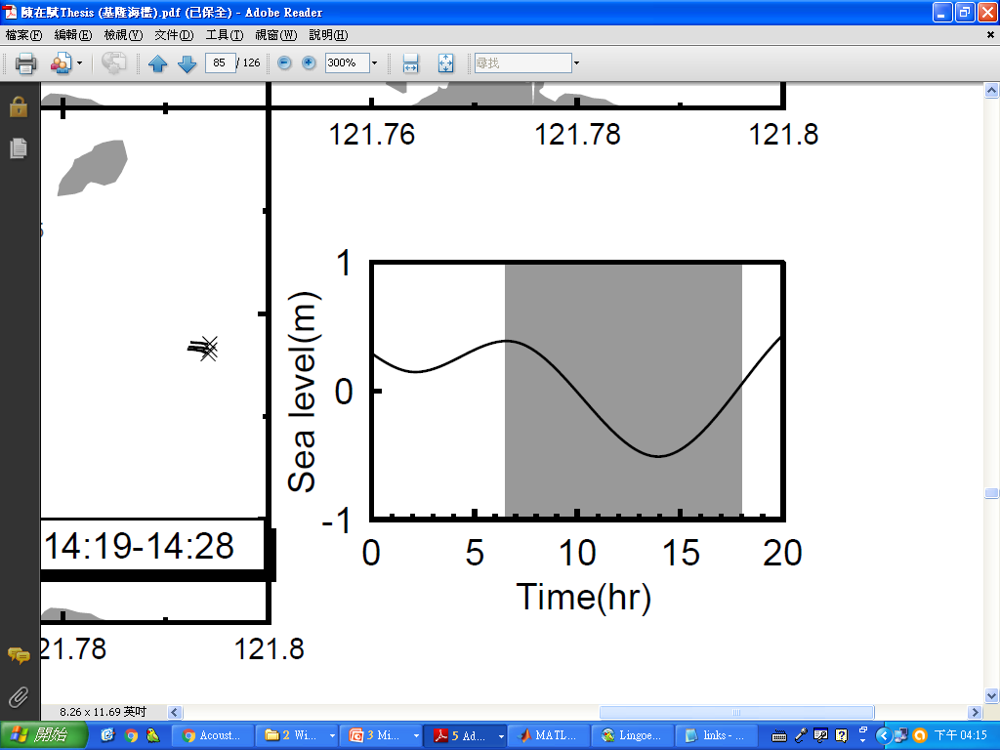 陳在賦Thesis (基隆海檻).pdf (已保全) - Adobe Reader
檔案(F) 編輯(E) 檢視(V) 文件(D) 工具(T) 視窗(W) 說明(H)
85 / 126 300% 尋找
121.76 121.78 121.8
1
0
-1
Sea level(m)
0 5 10 15 20
Time(hr)
14:19-14:28
21.78 121.8
8.26 x 11.69 英吋
開始 Acoust... 2 Wi... 3 Mi... 5 Ad... MATL... Lingoe... links - ... 下午 04:15